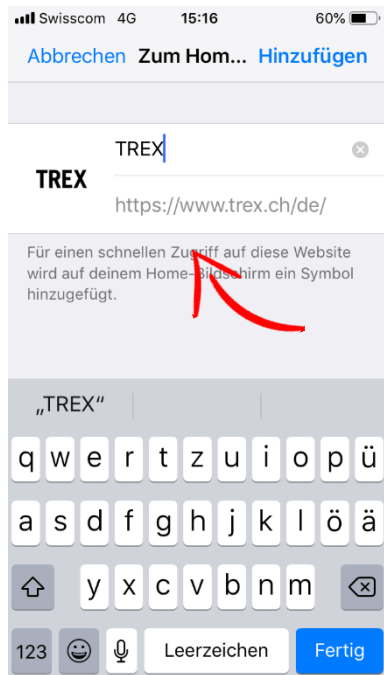 Swisscom 4G 15:16 60%
Abbrechen Zum Hom... Hinzufügen
TREX
TREX
https://www.trex.ch/de/
Für einen schnellen Zugriff auf diese Website
wird auf deinem Home-Bildschirm ein Symbol
hinzugefügt.
„TREX“
q w e r t z u i o p ü
a s d f g h j k l ö ä
y x c v b n m
123 Leerzeichen Fertig